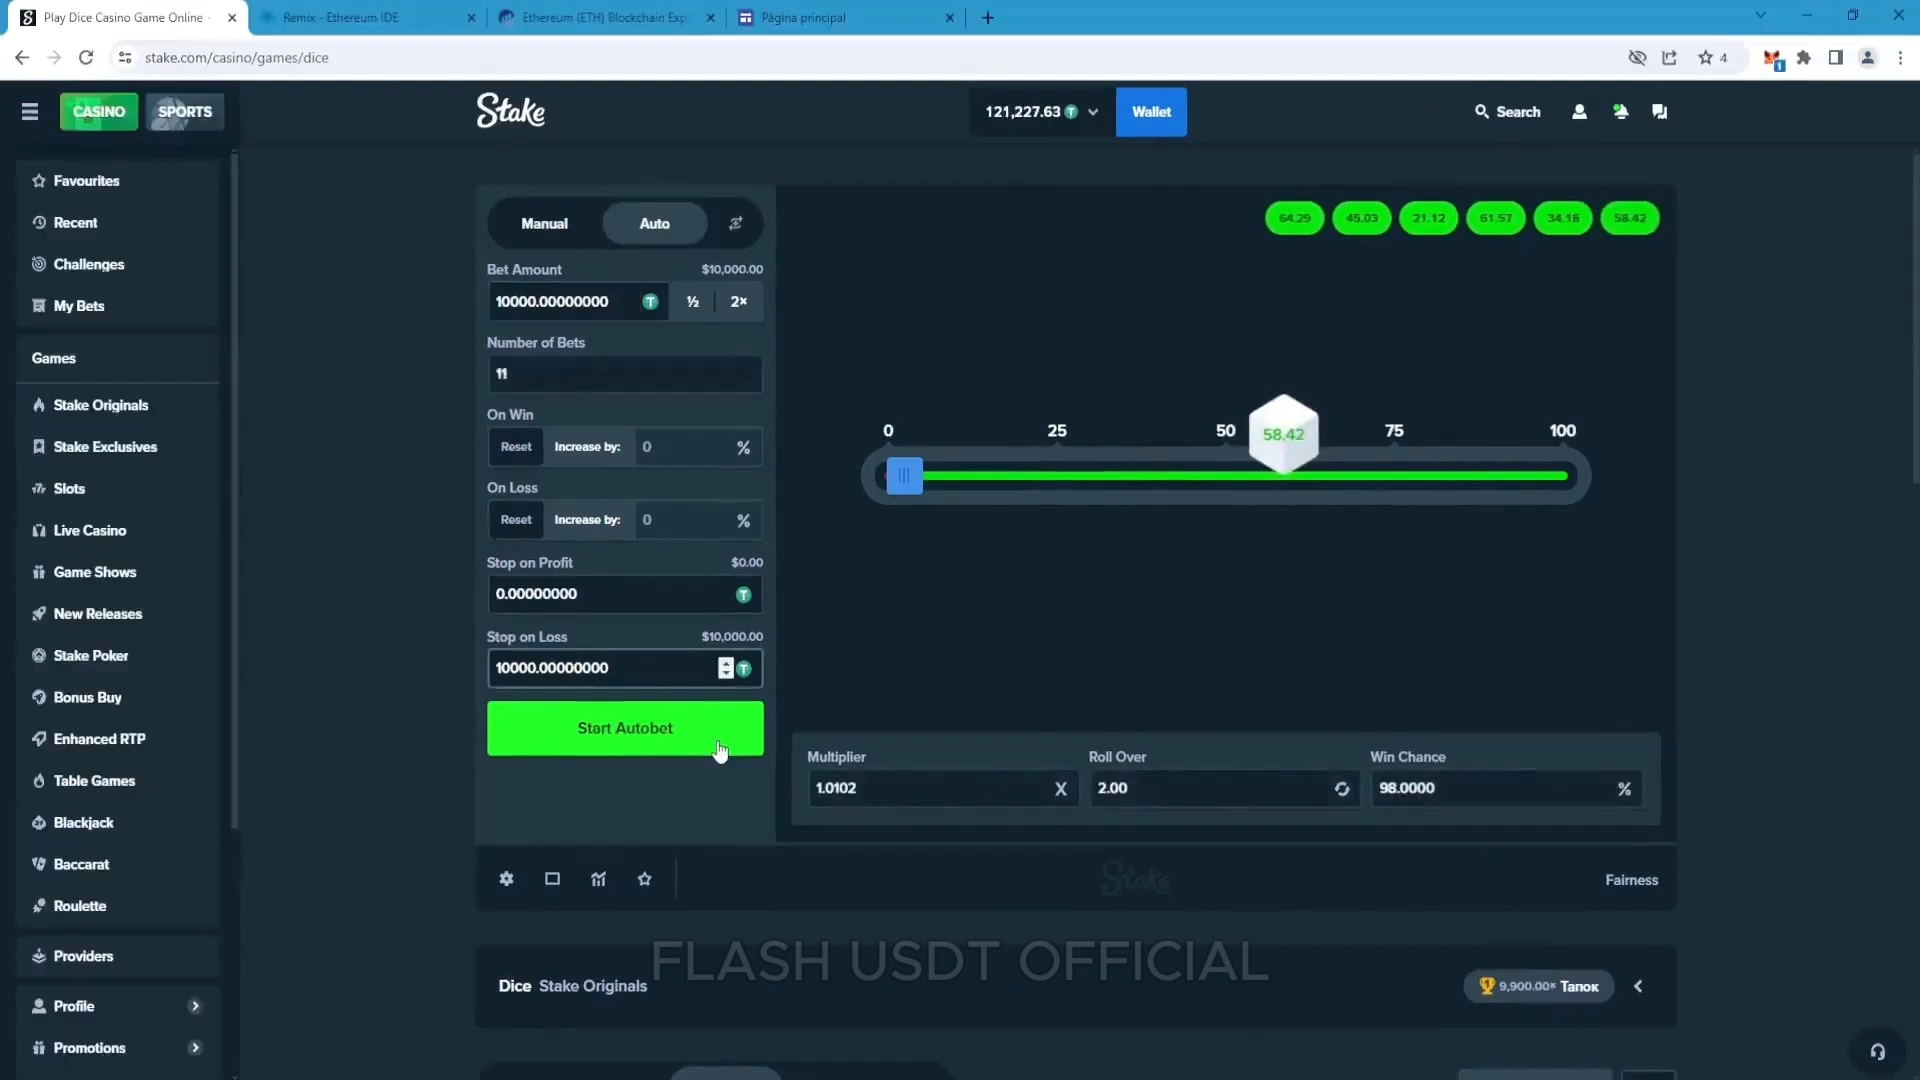 Play Dice Casino Game Online -
Remix - Ethereum IDE
Ethereum (ETH) Blockchain Exp
Página principal
stake.com/casino/games/dice
4
1
CASINO
SPORTS
Stake
121,227.63
Wallet
Search
Favourites
Recent
Challenges
My Bets
Games
Stake Originals
Stake Exclusives
Slots
Live Casino
Game Shows
New Releases
Stake Poker
Bonus Buy
Enhanced RTP
Table Games
Blackjack
Baccarat
Roulette
Providers
Profile
Promotions
Manual
Auto
Bet Amount
$10,000.00
10000.00000000
½
2×
Number of Bets
11
On Win
Reset
Increase by:
0
%
On Loss
Reset
Increase by:
0
%
Stop on Profit
$0.00
0.00000000
Stop on Loss
$10,000.00
10000.00000000
Start Autobet
64.29
45.03
21.12
61.57
34.18
58.42
0
25
50
75
100
58.42
Multiplier
1.0102
Roll Over
2.00
Win Chance
98.0000
%
Stake
Fairness
FLASH USDT OFFICIAL
Dice Stake Originals
9,900.00× Тапок